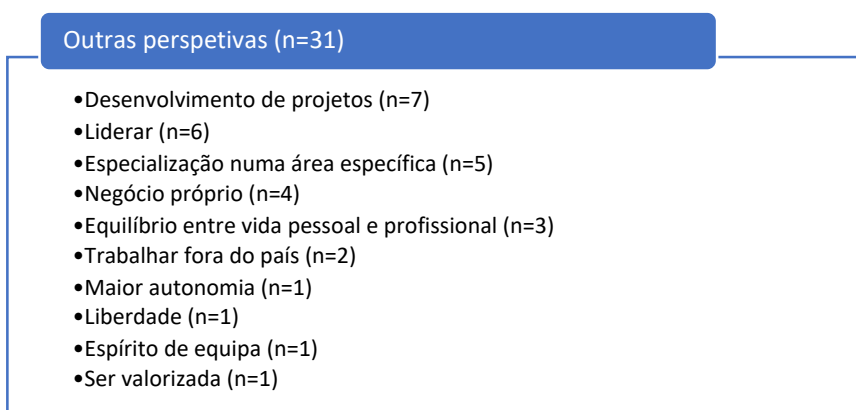 Outras perspetivas (n=31)
•Desenvolvimento de projetos (n=7)
•Liderar (n=6)
•Especialização numa área específica (n=5)
•Negócio próprio (n=4)
•Equilíbrio entre vida pessoal e profissional (n=3)
•Trabalhar fora do país (n=2)
•Maior autonomia (n=1)
•Liberdade (n=1)
•Espírito de equipa (n=1)
•Ser valorizada (n=1)